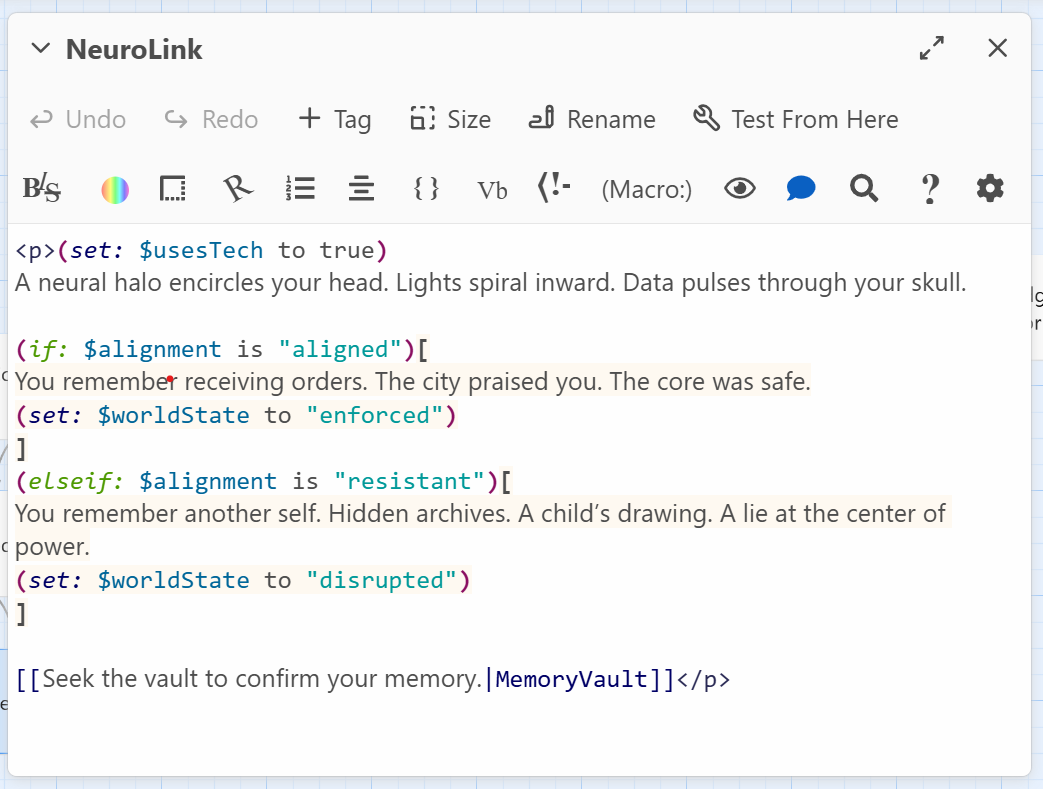 NeuroLink
Undo Redo + Tag Size Rename Test From Here
BIS 1 2 3 { } Vb (!- (Macro:) ?
<p>(set: $usesTech to true)
A neural halo encircles your head. Lights spiral inward. Data pulses through your skull.
(if: $alignment is "aligned")[
You remember receiving orders. The city praised you. The core was safe.
(set: $worldState to "enforced")
]
(elseif: $alignment is "resistant")[
You remember another self. Hidden archives. A child’s drawing. A lie at the center of
power.
(set: $worldState to "disrupted")
]
[[Seek the vault to confirm your memory.|MemoryVault]]</p>